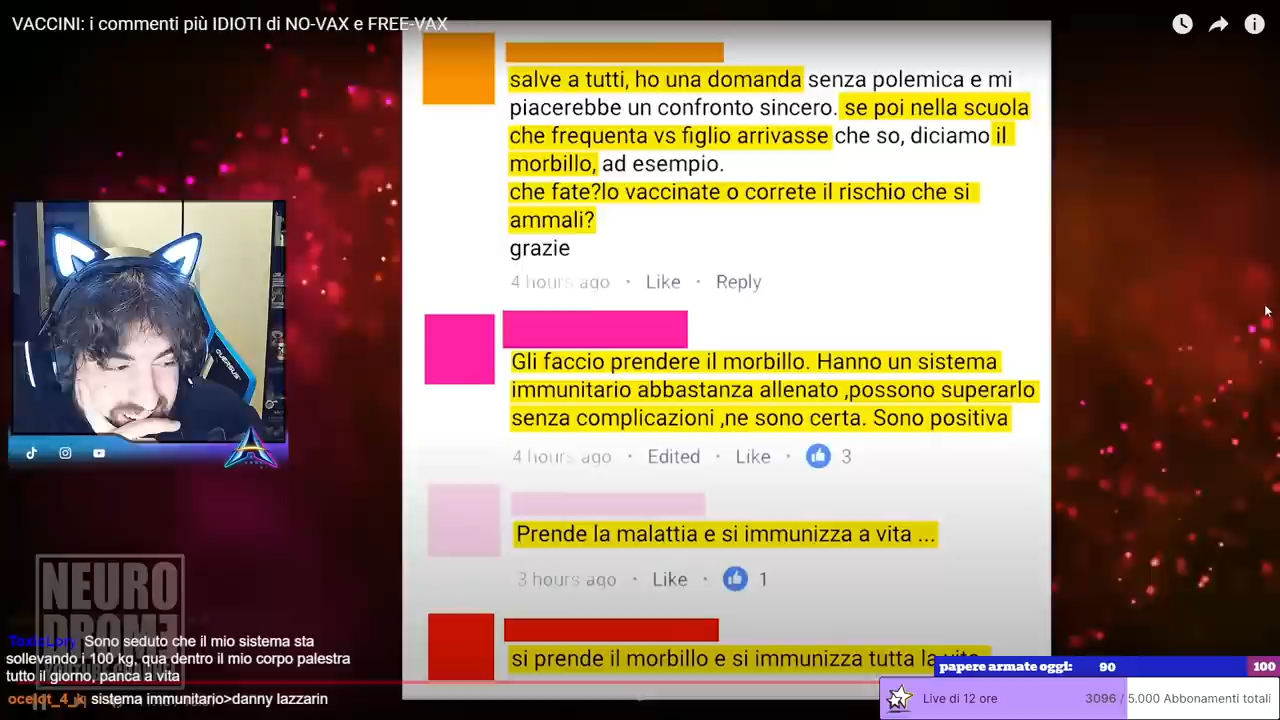 VACCINI: i commenti più IDIOTI di NO-VAX e FREE-VAX
salve a tutti, ho una domanda senza polemica e mi
piacerebbe un confronto sincero. se poi nella scuola
che frequenta vs figlio arrivasse che so, diciamo il
morbillo, ad esempio.
che fate?lo vaccinate o correte il rischio che si
ammali?
grazie
4 hours ago · Like · Reply
Gli faccio prendere il morbillo. Hanno un sistema
immunitario abbastanza allenato ,possono superarlo
senza complicazioni ,ne sono certa. Sono positiva
4 hours ago · Edited · Like · 3
Prende la malattia e si immunizza a vita ...
3 hours ago · Like · 1
si prende il morbillo e si immunizza tutta la vita
NEURO
DROME
ToxicLory Sono seduto che il mio sistema sta
sollevando i 100 kg, qua dentro il mio corpo palestra
tutto il giorno, panca a vita
ocelot_4_k sistema immunitario>danny lazzarin
papere armate oggi: 90 100
Live di 12 ore 3096 / 5.000 Abbonamenti totali